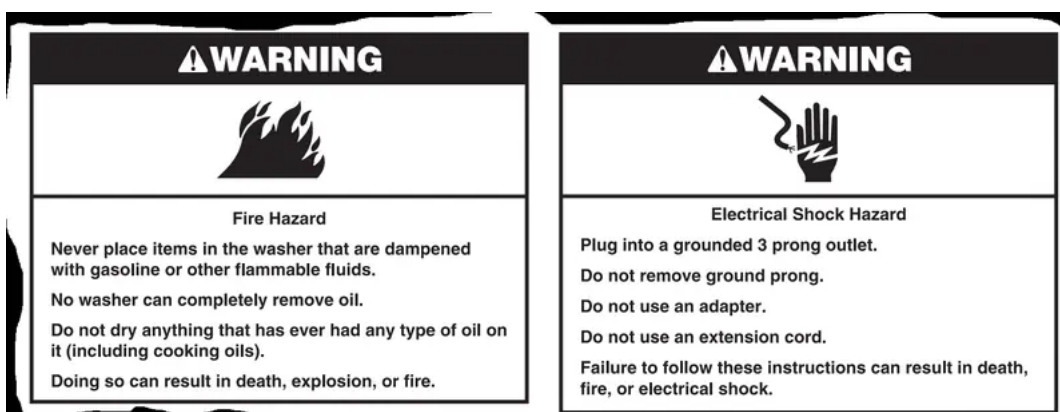 WARNING
Fire Hazard
Never place items in the washer that are dampened
with gasoline or other flammable fluids.
No washer can completely remove oil.
Do not dry anything that has ever had any type of oil on
it (including cooking oils).
Doing so can result in death, explosion, or fire.
WARNING
Electrical Shock Hazard
Plug into a grounded 3 prong outlet.
Do not remove ground prong.
Do not use an adapter.
Do not use an extension cord.
Failure to follow these instructions can result in death,
fire, or electrical shock.